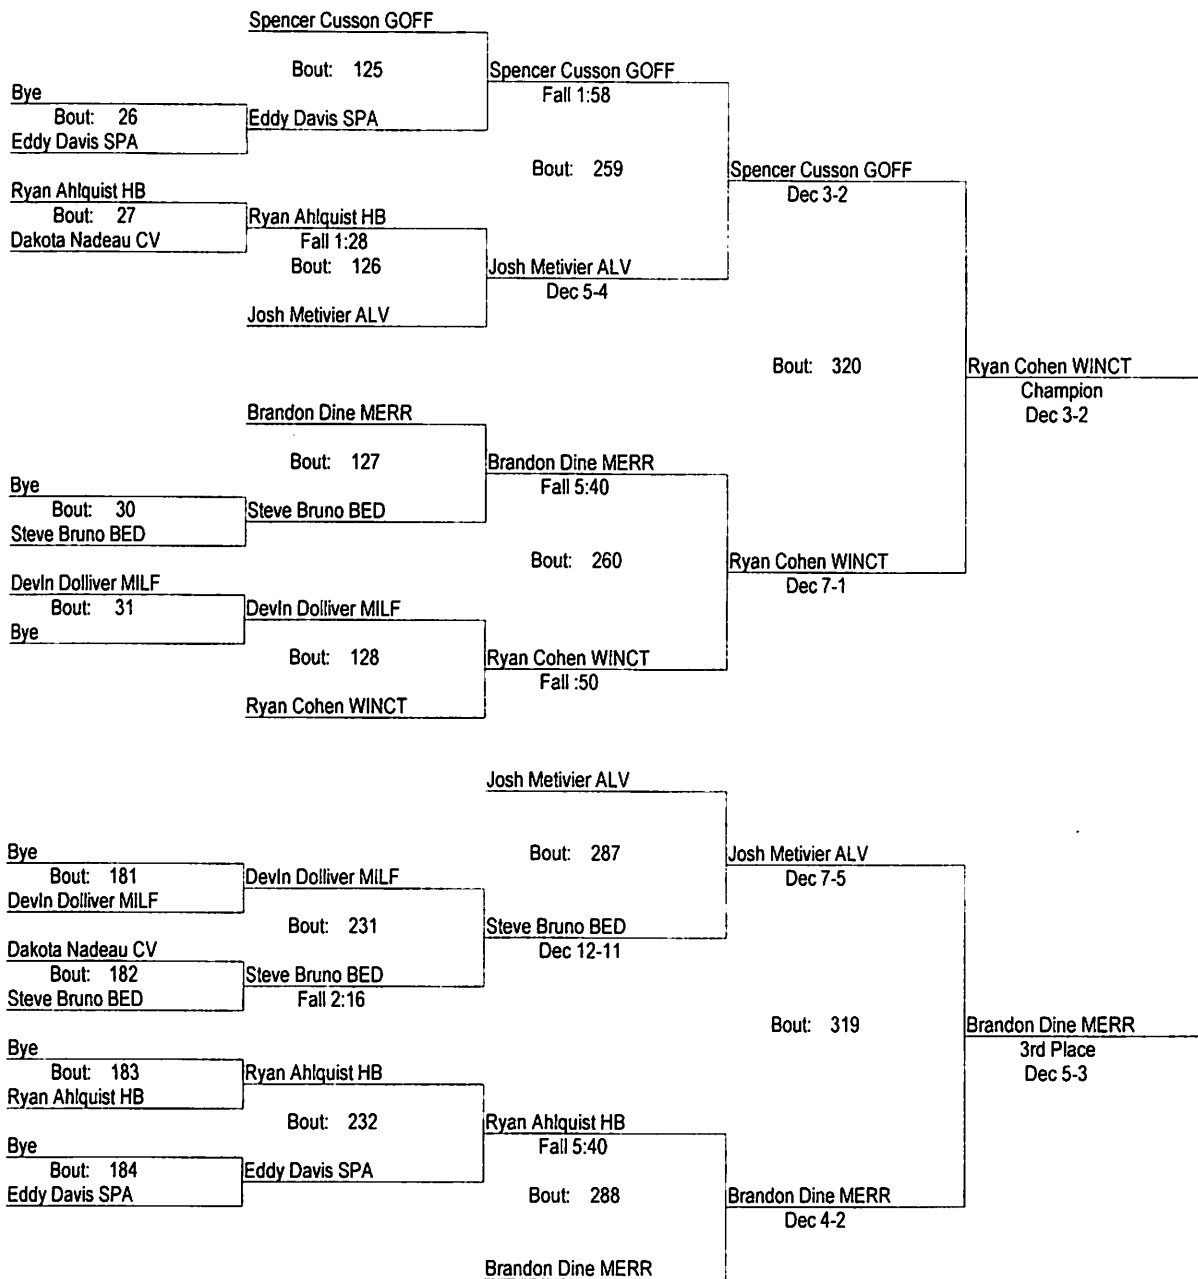 Spencer Cusson GOFF
Bout: 125
Spencer Cusson GOFF
Fall 1:58
Bye
Bout: 26
Eddy Davis SPA
Eddy Davis SPA
Bout: 259
Spencer Cusson GOFF
Dec 3-2
Ryan Ahlquist HB
Bout: 27
Dakota Nadeau CV
Ryan Ahlquist HB
Fall 1:28
Bout: 126
Josh Metivier ALV
Dec 5-4
Josh Metivier ALV
Bout: 320
Ryan Cohen WINCT
Champion
Dec 3-2
Brandon Dine MERR
Bout: 127
Brandon Dine MERR
Fall 5:40
Bye
Bout: 30
Steve Bruno BED
Steve Bruno BED
Bout: 260
Ryan Cohen WINCT
Dec 7-1
DevIn Dolliver MILF
Bout: 31
Bye
DevIn Dolliver MILF
Bout: 128
Ryan Cohen WINCT
Fall :50
Ryan Cohen WINCT
Josh Metivier ALV
Bout: 287
Josh Metivier ALV
Dec 7-5
Bye
Bout: 181
DevIn Dolliver MILF
DevIn Dolliver MILF
Bout: 231
Steve Bruno BED
Dec 12-11
Dakota Nadeau CV
Bout: 182
Steve Bruno BED
Steve Bruno BED
Fall 2:16
Bout: 319
Brandon Dine MERR
3rd Place
Dec 5-3
Bye
Bout: 183
Ryan Ahlquist HB
Ryan Ahlquist HB
Bout: 232
Ryan Ahlquist HB
Fall 5:40
Bye
Bout: 184
Eddy Davis SPA
Eddy Davis SPA
Bout: 288
Brandon Dine MERR
Dec 4-2
Brandon Dine MERR